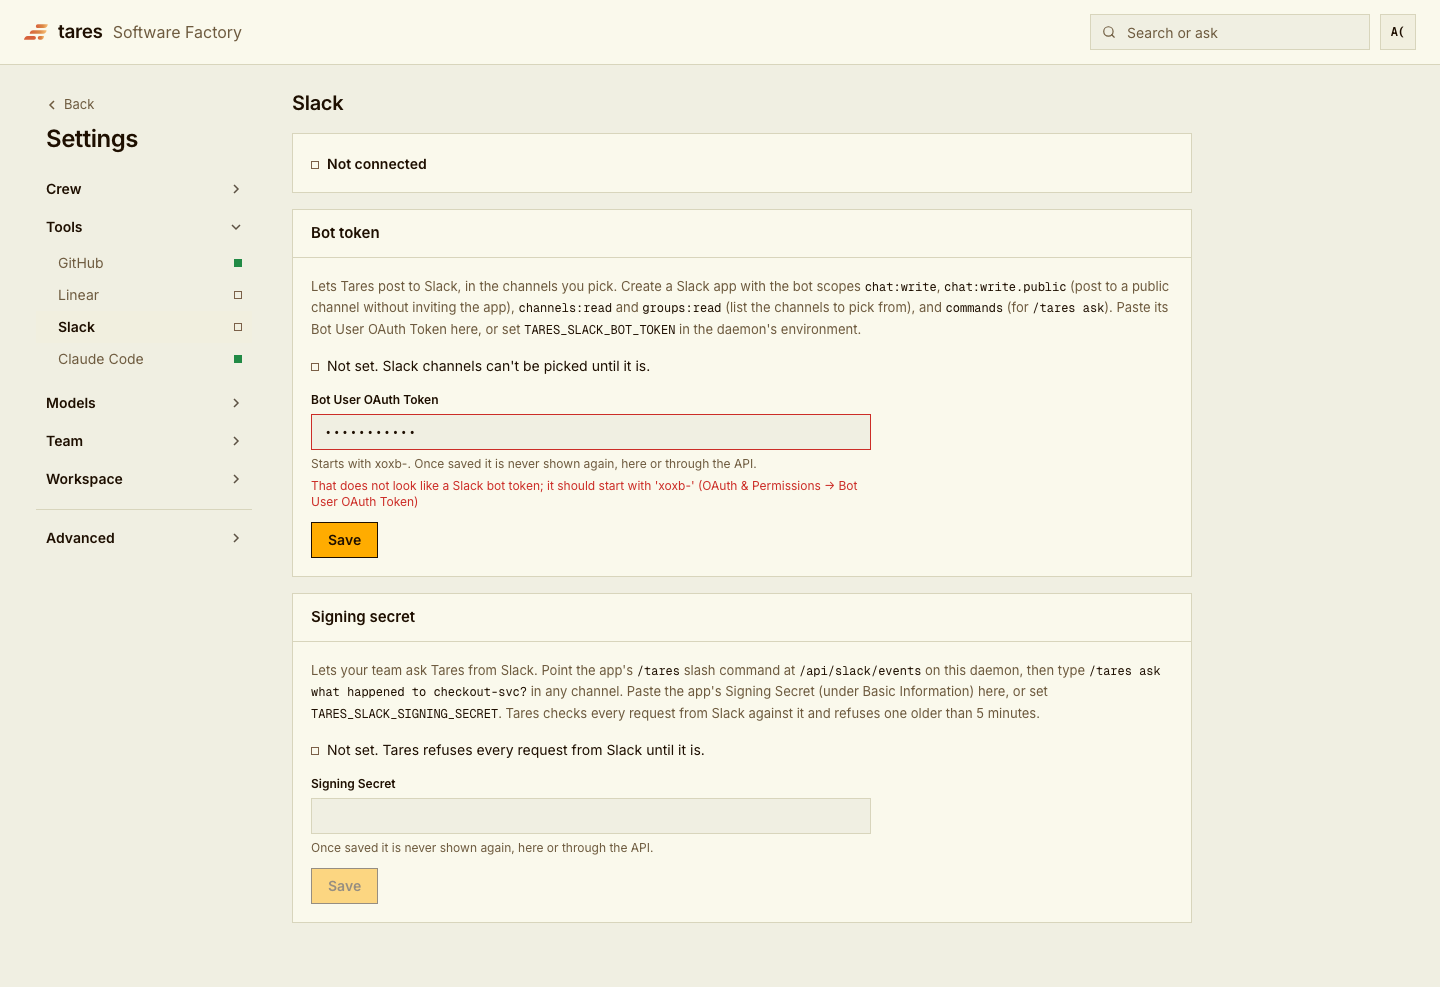 tares Software Factory
Search or ask
A(
Back
Settings
Crew
Tools
GitHub
Linear
Slack
Claude Code
Models
Team
Workspace
Advanced
Slack
Not connected
Bot token
Lets Tares post to Slack, in the channels you pick. Create a Slack app with the bot scopes chat:write, chat:write.public (post to a public
channel without inviting the app), channels:read and groups:read (list the channels to pick from), and commands (for /tares ask). Paste its
Bot User OAuth Token here, or set TARES_SLACK_BOT_TOKEN in the daemon's environment.
Not set. Slack channels can't be picked until it is.
Bot User OAuth Token
•••••••••••
Starts with xoxb-. Once saved it is never shown again, here or through the API.
That does not look like a Slack bot token; it should start with 'xoxb-' (OAuth & Permissions → Bot
User OAuth Token)
Save
Signing secret
Lets your team ask Tares from Slack. Point the app's /tares slash command at /api/slack/events on this daemon, then type /tares ask
what happened to checkout-svc? in any channel. Paste the app's Signing Secret (under Basic Information) here, or set
TARES_SLACK_SIGNING_SECRET. Tares checks every request from Slack against it and refuses one older than 5 minutes.
Not set. Tares refuses every request from Slack until it is.
Signing Secret
Once saved it is never shown again, here or through the API.
Save